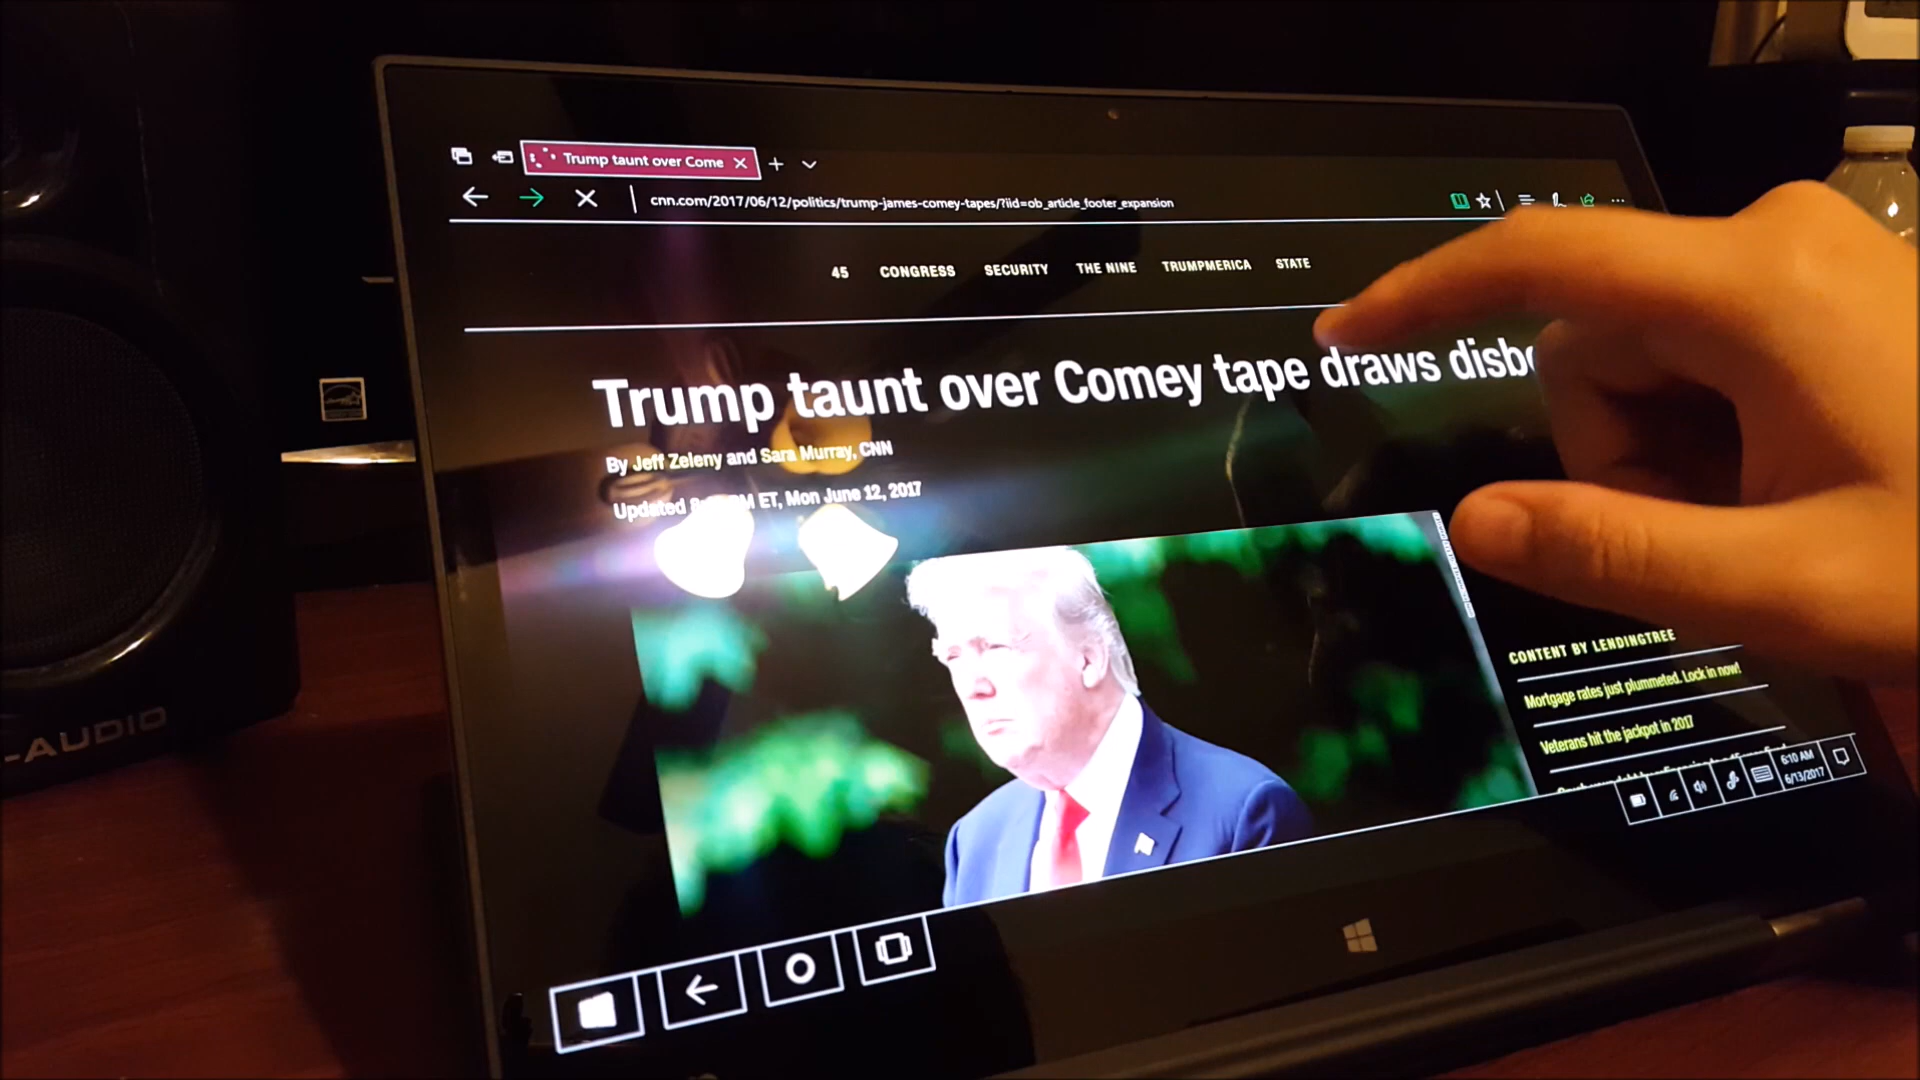 Trump taunt over Come
cnn.com/2017/06/12/politics/trump-james-comey-tapes/?iid=ob_article_footer_expansion
45 CONGRESS SECURITY THE NINE TRUMPMERICA STATE
Trump taunt over Comey tape draws disb
By Jeff Zeleny and Sara Murray, CNN
Updated ET, Mon June 12, 2017
CONTENT BY LENDINGTREE
Mortgage rates just plummeted. Lock in now!
Veterans hit the jackpot in 2017
6:10 AM
6/13/2017
-AUDIO